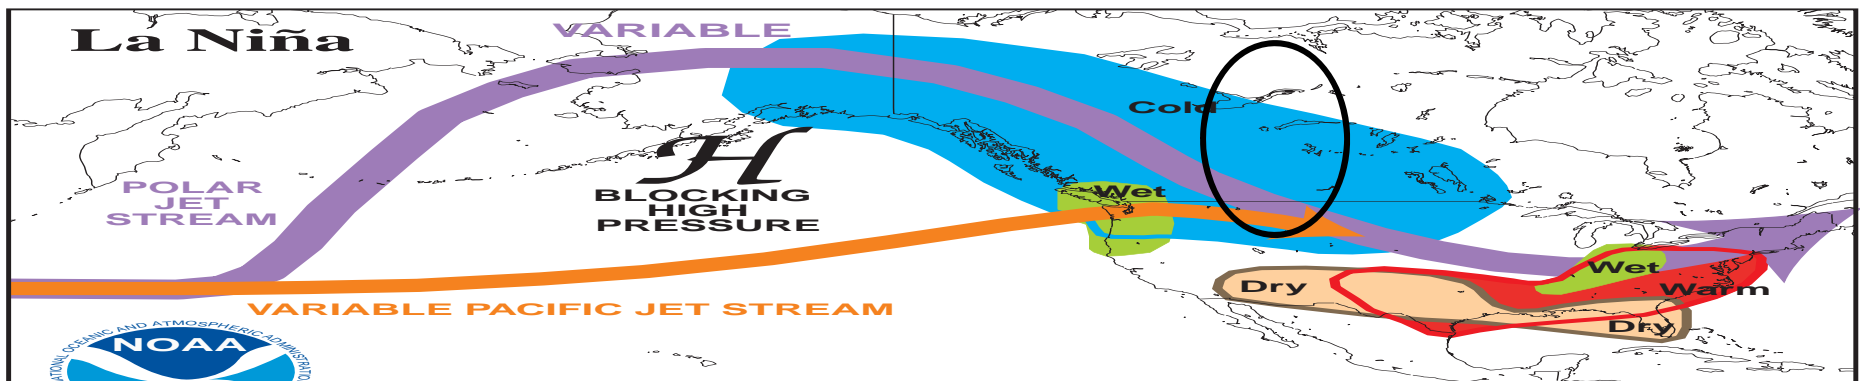 La Niña
VARIABLE
Cold
POLAR
JET
STREAM
H
BLOCKING
HIGH
PRESSURE
Wet
VARIABLE PACIFIC JET STREAM
Dry
Wet
Warm
Dry
NOAA